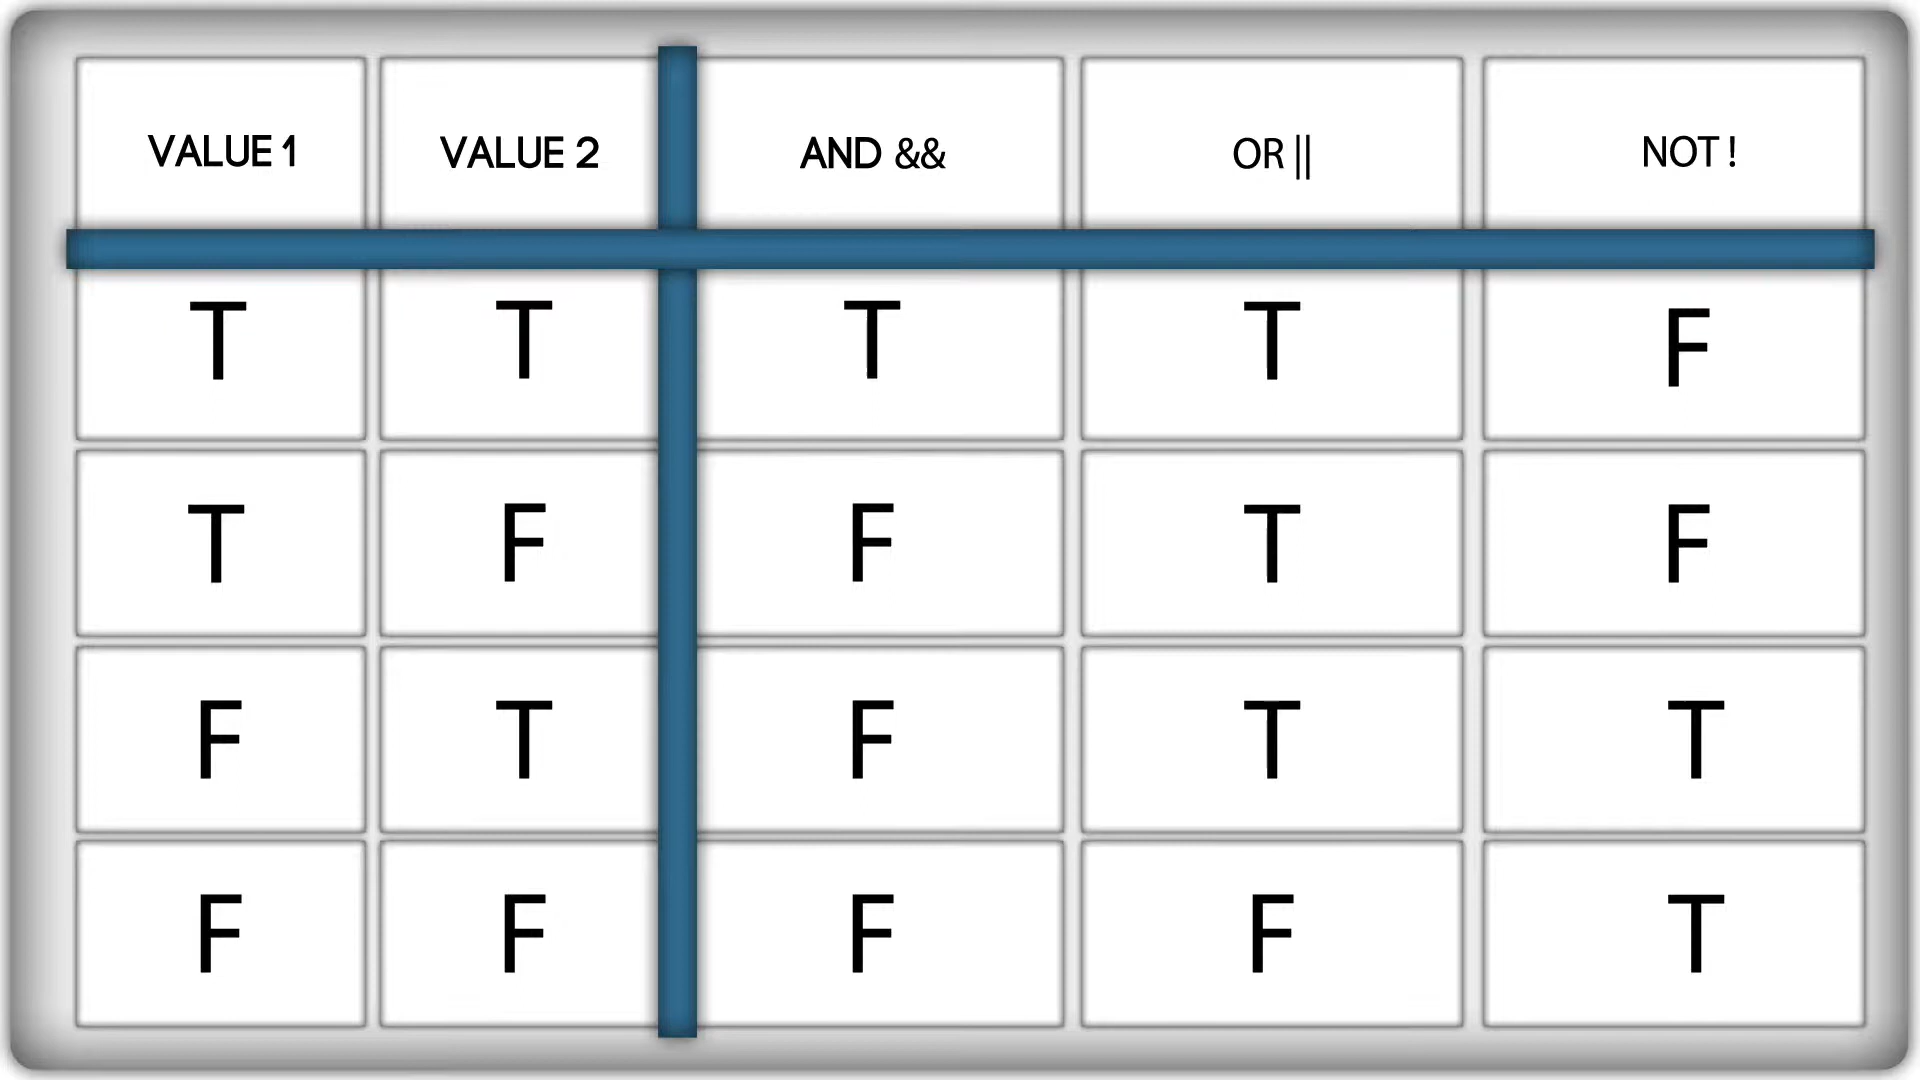 VALUE 1 VALUE 2 AND && OR || NOT !
T T T T F
T F F T F
F T F T T
F F F F T